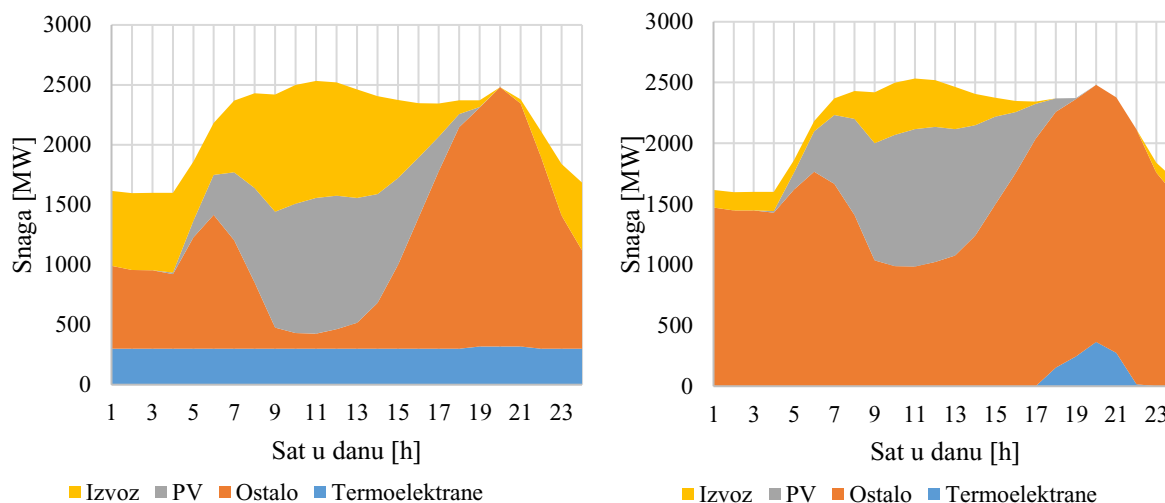 3000
2500
2000
1500
1000
500
0
Snaga [MW]
1 3 5 7 9 11 13 15 17 19 21 23
Sat u danu [h]
Izvoz PV Ostalo Termoelektrane
3000
2500
2000
1500
1000
500
0
Snaga [MW]
1 3 5 7 9 11 13 15 17 19 21 23
Sat u danu [h]
Izvoz PV Ostalo Termoelektrane